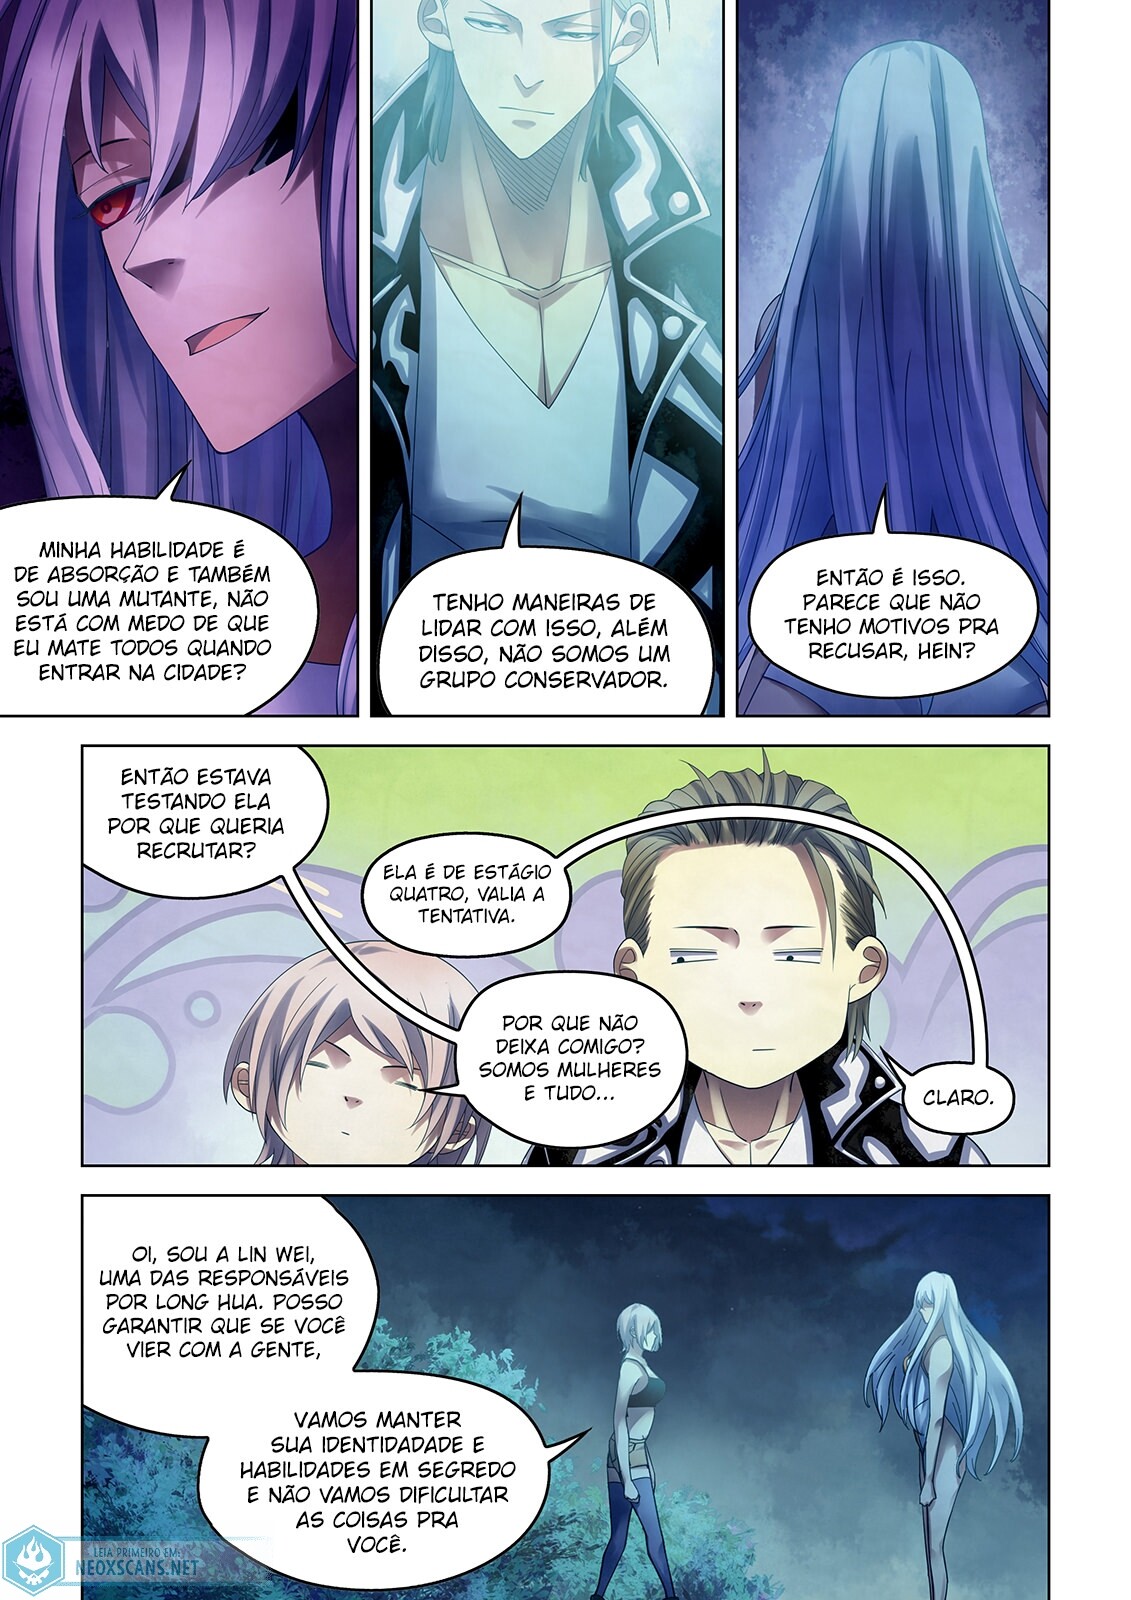 MINHA HABILIDADE É
DE ABSORÇÃO E TAMBÉM
SOU UMA MUTANTE, NÃO
ESTÁ COM MEDO DE QUE
EU MATE TODOS QUANDO
ENTRAR NA CIDADE?
TENHO MANEIRAS DE
LIDAR COM ISSO, ALÉM
DISSO, NÃO SOMOS UM
GRUPO CONSERVADOR.
ENTÃO É ISSO.
PARECE QUE NÃO
TENHO MOTIVOS PRA
RECUSAR, HEIN?
ENTÃO ESTAVA
TESTANDO ELA
POR QUE QUERIA
RECRUTAR?
ELA É DE ESTÁGIO
QUATRO, VALIA A
TENTATIVA.
POR QUE NÃO
DEIXA COMIGO?
SOMOS MULHERES
E TUDO...
CLARO.
OI, SOU A LIN WEI,
UMA DAS RESPONSÁVEIS
POR LONG HUA. POSSO
GARANTIR QUE SE VOCÊ
VIER COM A GENTE,
VAMOS MANTER
SUA IDENTIDADADE E
HABILIDADES EM SEGREDO
E NÃO VAMOS DIFICULTAR
AS COISAS PRA
VOCÊ.
LEIA PRIMEIRO EM:
NEOXSCANS.NET